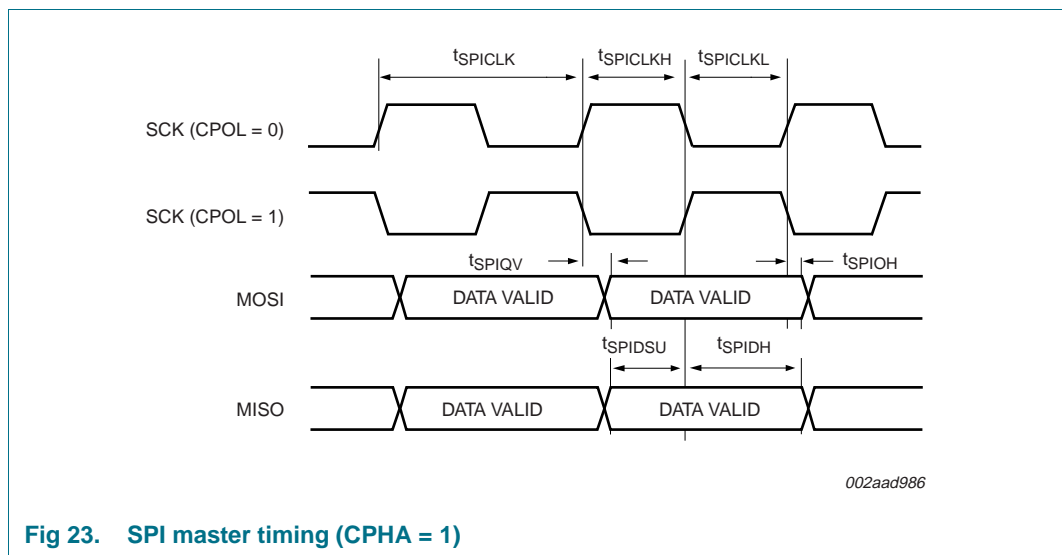 tSPICLK tSPICLKH tSPICLKL
SCK (CPOL = 0)
SCK (CPOL = 1)
tSPIQV tSPIOH
MOSI DATA VALID DATA VALID
tSPIDSU tSPIDH
MISO DATA VALID DATA VALID
002aad986
Fig 23. SPI master timing (CPHA = 1)